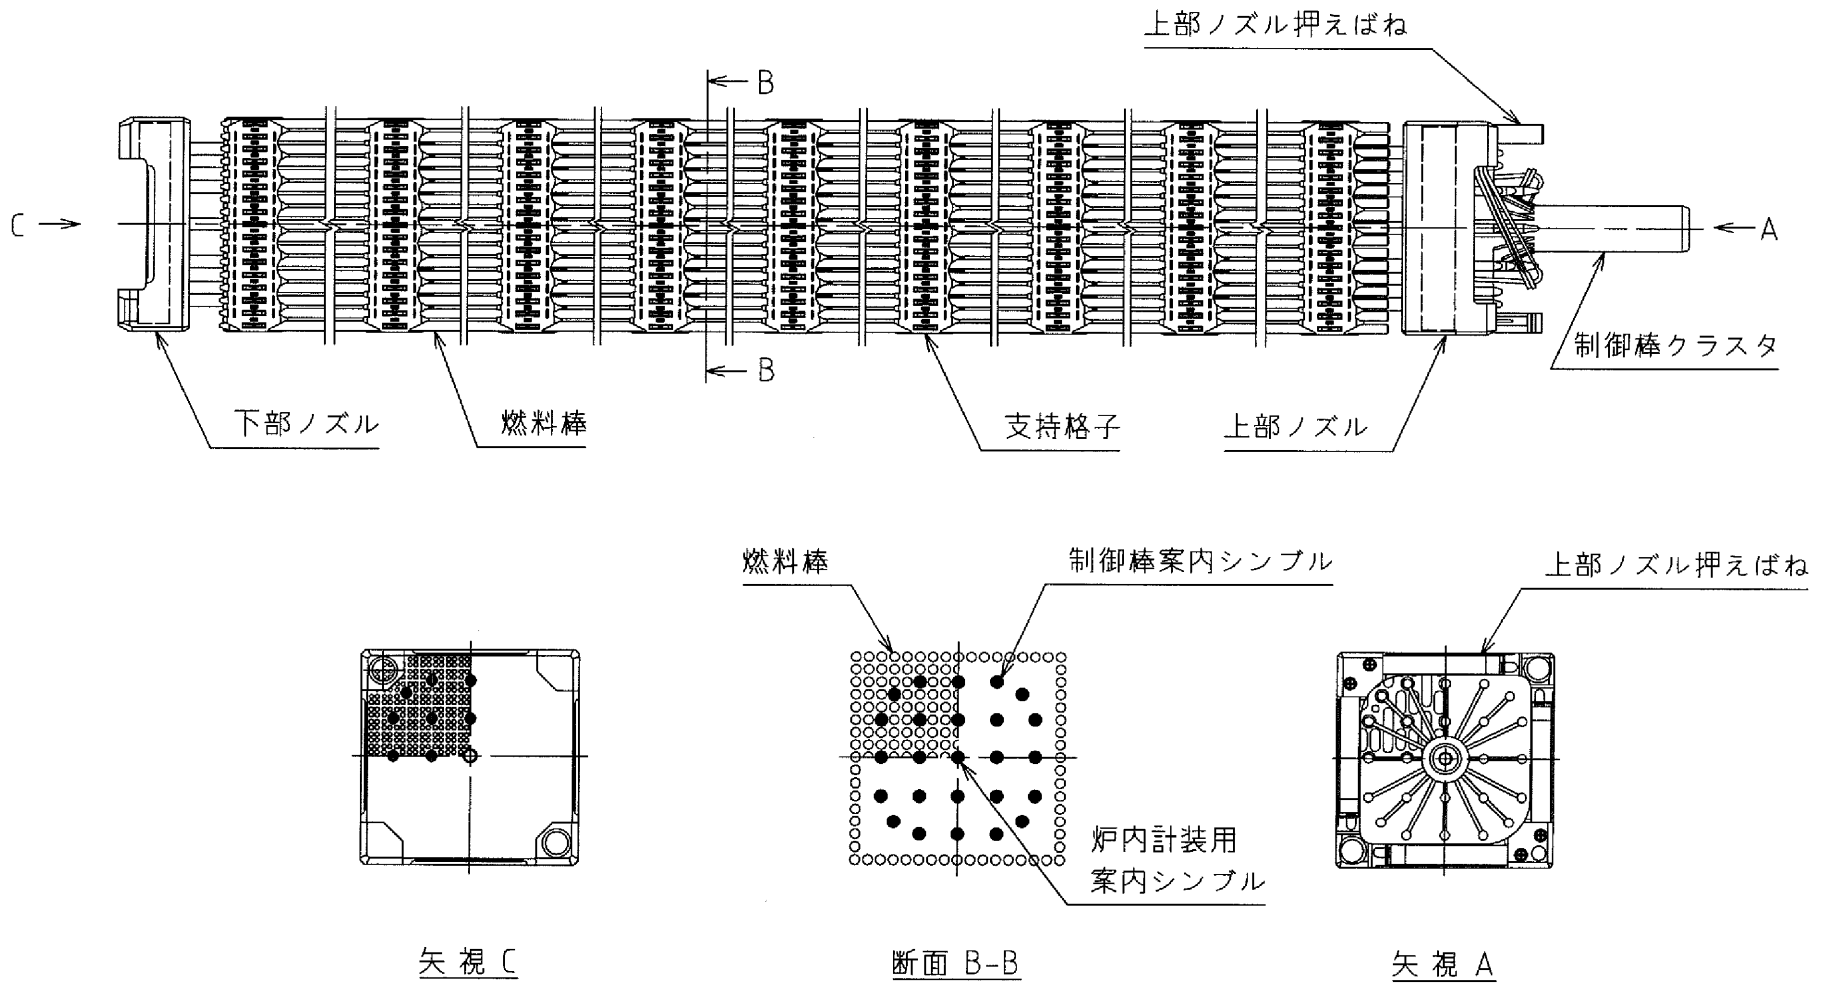 上部ノズル押えばね
B
C
A
B
制御棒クラスタ
下部ノズル
燃料棒
支持格子
上部ノズル
燃料棒
制御棒案内シンブル
上部ノズル押えばね
炉内計装用
案内シンブル
矢視 C
断面 B-B
矢視 A